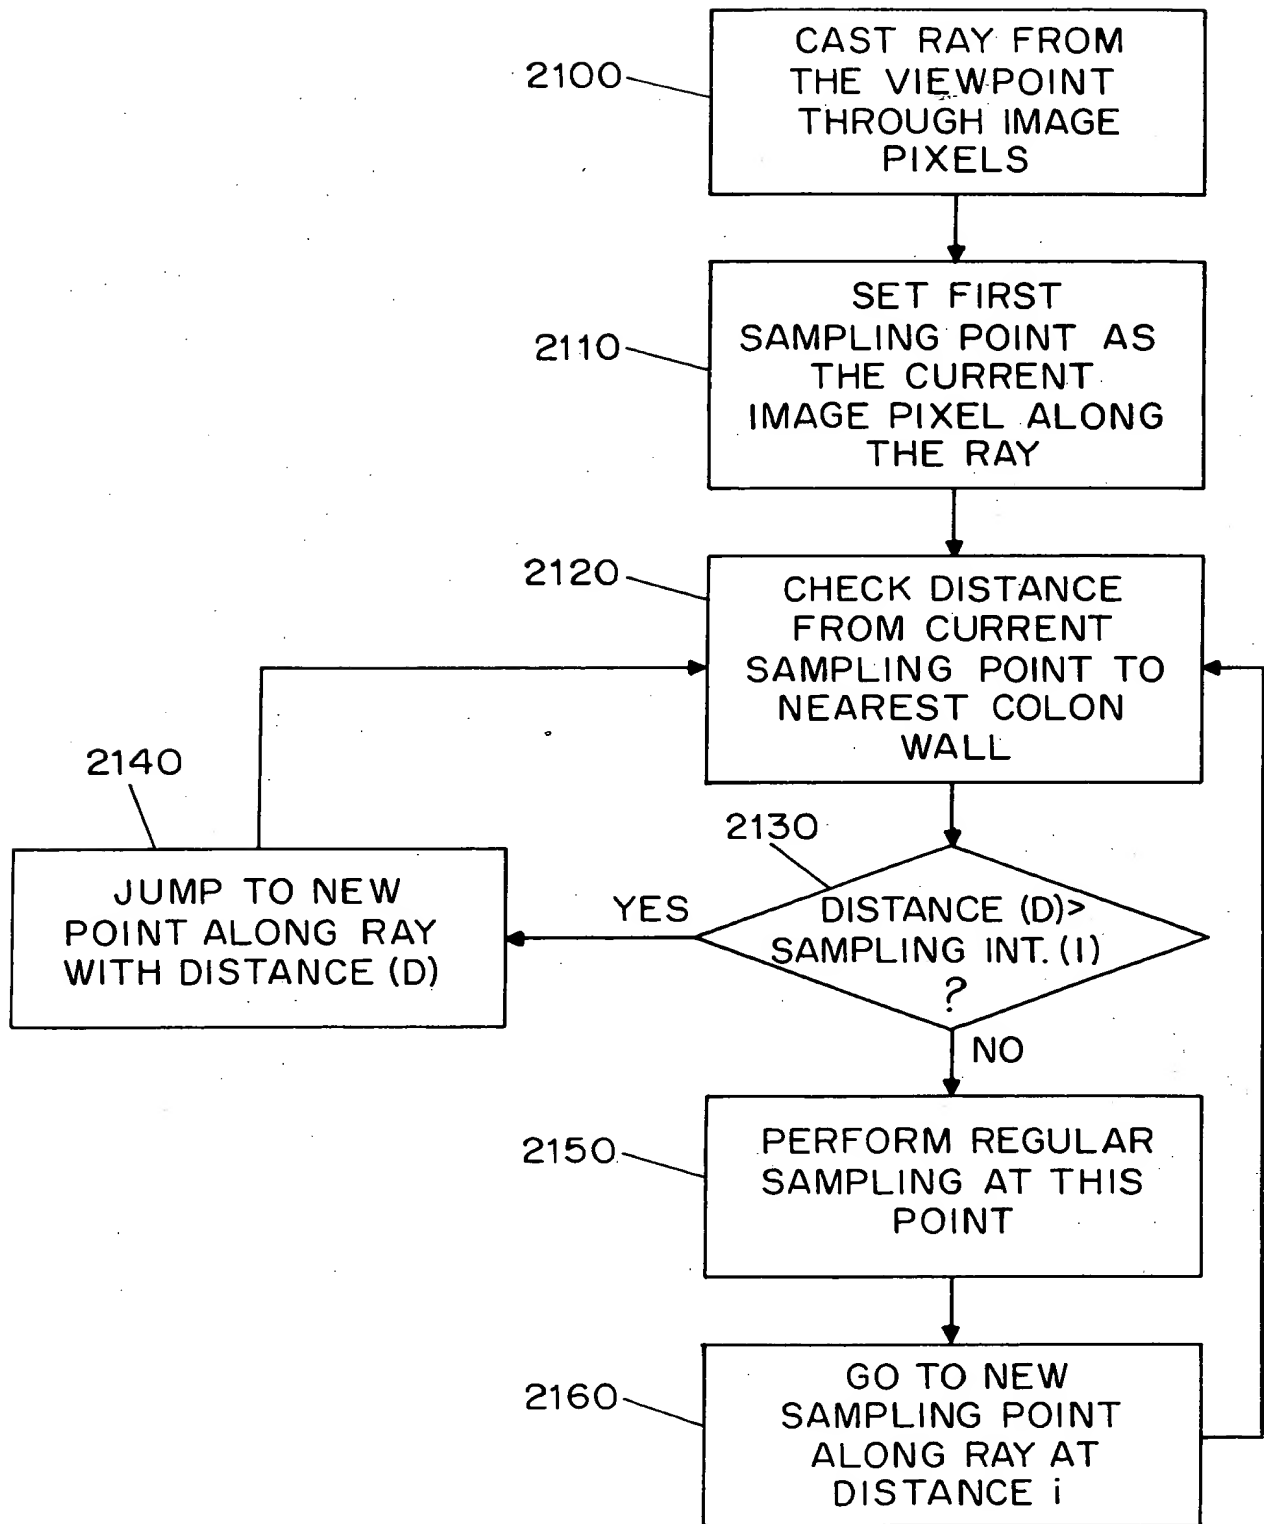 2100
CAST RAY FROM
THE VIEWPOINT
THROUGH IMAGE
PIXELS
2110
SET FIRST
SAMPLING POINT AS
THE CURRENT
IMAGE PIXEL ALONG
THE RAY
2120
CHECK DISTANCE
FROM CURRENT
SAMPLING POINT TO
NEAREST COLON
WALL
2140
JUMP TO NEW
POINT ALONG RAY
WITH DISTANCE (D)
2130
YES
DISTANCE (D)>
SAMPLING INT. (I)
?
NO
2150
PERFORM REGULAR
SAMPLING AT THIS
POINT
2160
GO TO NEW
SAMPLING POINT
ALONG RAY AT
DISTANCE i